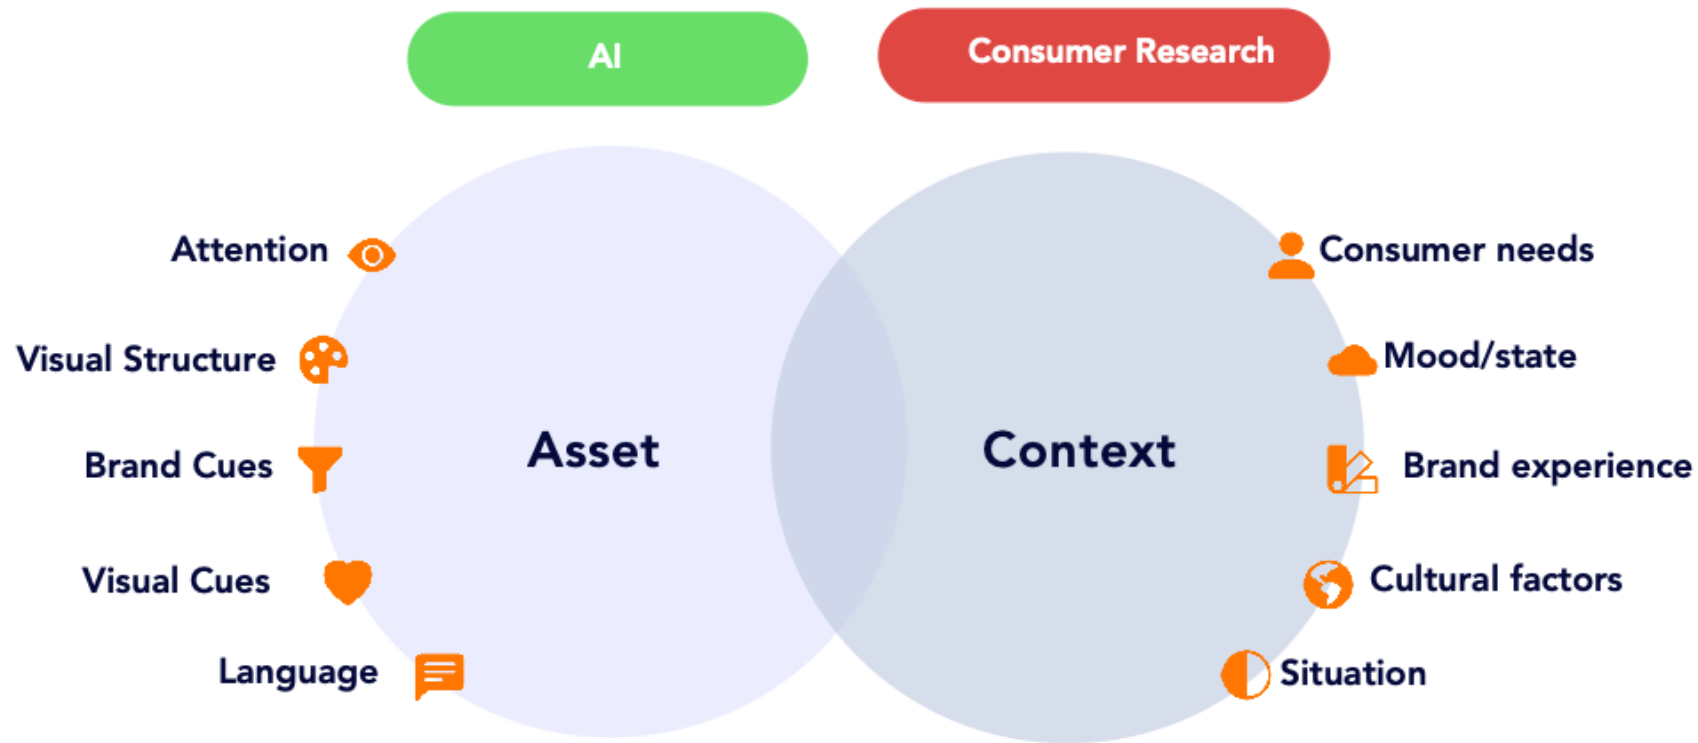 AI
Consumer Research
Attention
Visual Structure
Brand Cues
Visual Cues
Language
Asset
Context
Consumer needs
Mood/state
Brand experience
Cultural factors
Situation